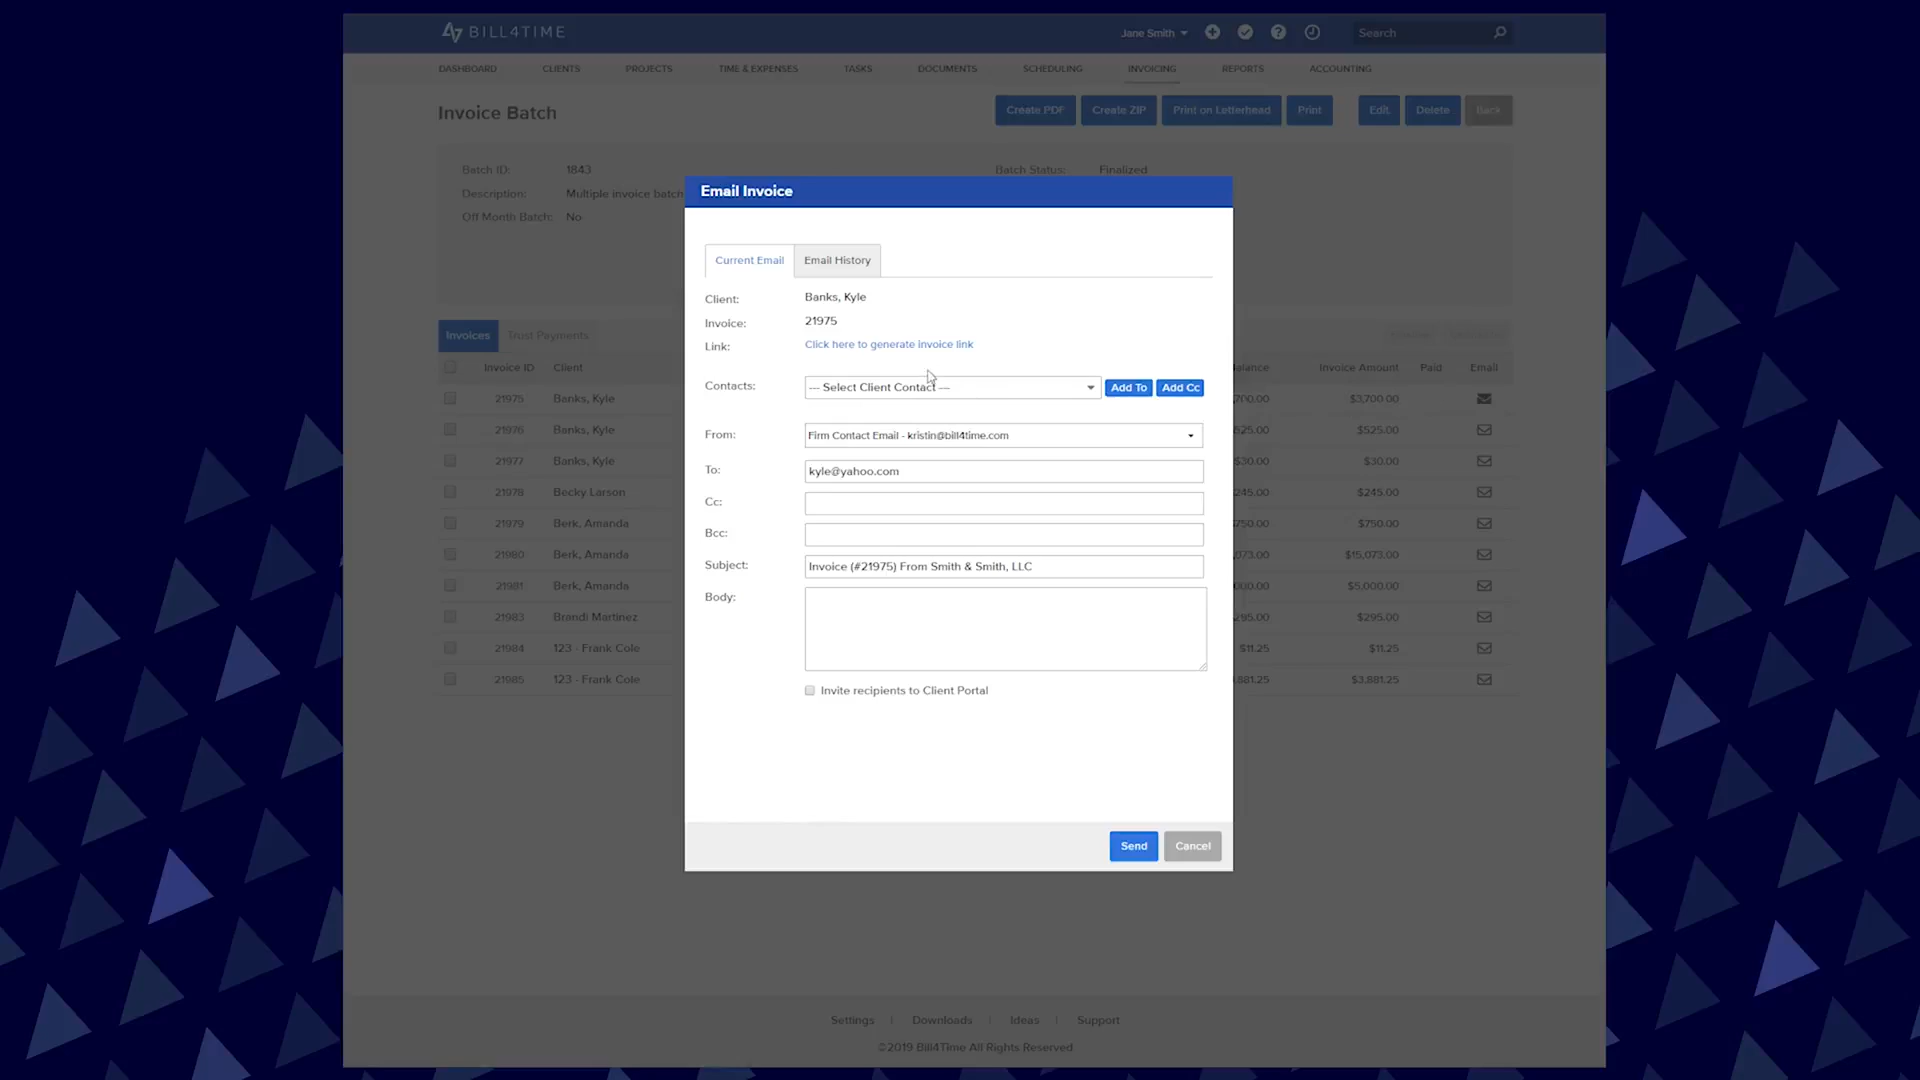 BILL4TIME
Jane Smith
Search
DASHBOARD CLIENTS PROJECTS TIME & EXPENSES TASKS DOCUMENTS SCHEDULING INVOICING REPORTS ACCOUNTING
Invoice Batch
Create PDF Create ZIP Print on Letterhead Print Edit Delete Back
Batch ID: 1843 Batch Status: Finalized
Description: Multiple invoice batch
Off Month Batch: No
Email Invoice
Current Email Email History
Client: Banks, Kyle
Invoice: 21975
Link: Click here to generate invoice link
Contacts: --- Select Client Contact --- Add To Add Cc
From: Firm Contact Email - kristin@bill4time.com
To: kyle@yahoo.com
Cc:
Bcc:
Subject: Invoice (#21975) From Smith & Smith, LLC
Body:
Invite recipients to Client Portal
Send Cancel
Invoices Trust Payments
Invoice ID Client Invoice Amount Paid Email
21975 Banks, Kyle $3,700.00
21976 Banks, Kyle $525.00
21977 Banks, Kyle $30.00
21978 Becky Larson $245.00
21979 Berk, Amanda $750.00
21980 Berk, Amanda $15,073.00
21981 Berk, Amanda $5,000.00
21983 Brandi Martinez $295.00
21984 123 - Frank Cole $11.25 $11.25
21985 123 - Frank Cole $3,881.25
Settings | Downloads | Ideas | Support
©2019 Bill4Time All Rights Reserved